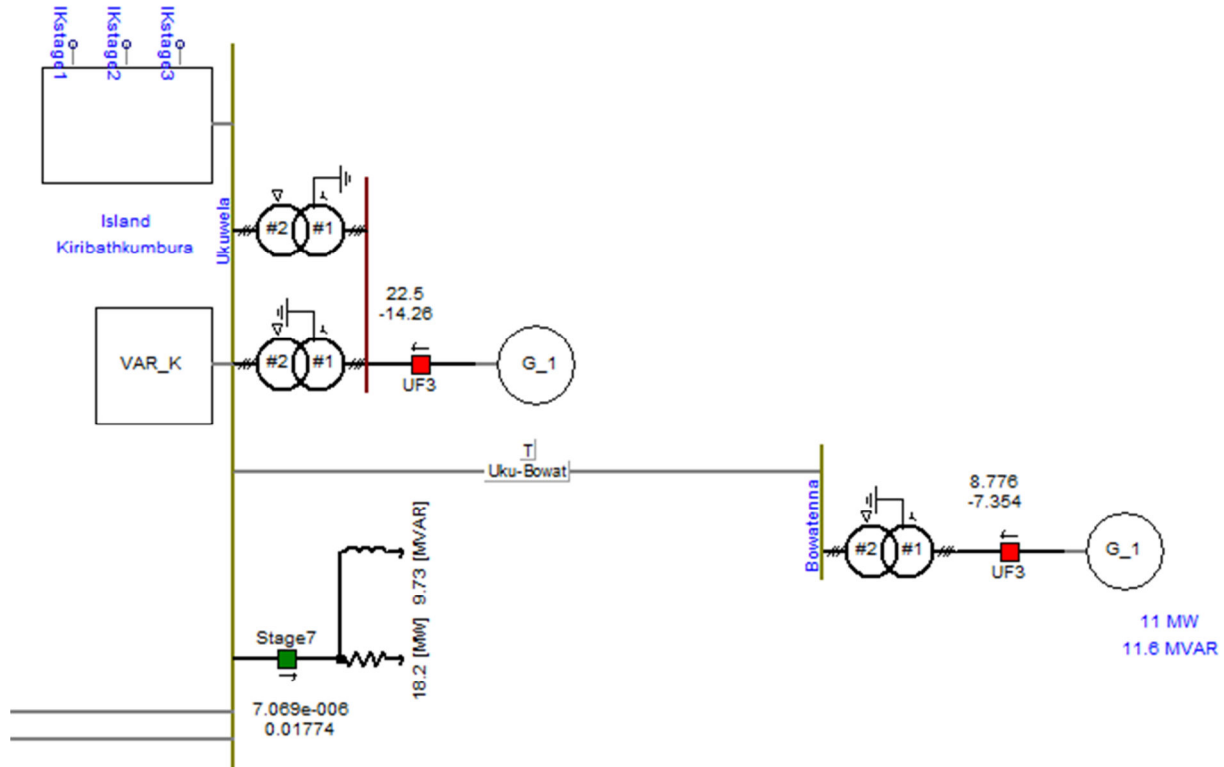 IKstage1
IKstage2
IKstage3
Island
Kiribathkumbura
Ukuwela
#2
#1
22.5
-14.26
VAR_K
#2
#1
UF3
G_1
T
Uku-Bowat
Bowatenna
8.776
-7.354
#2
#1
UF3
G_1
11 MW
11.6 MVAR
Stage7
18.2 [MW]
9.73 [MVAR]
7.069e-006
0.01774